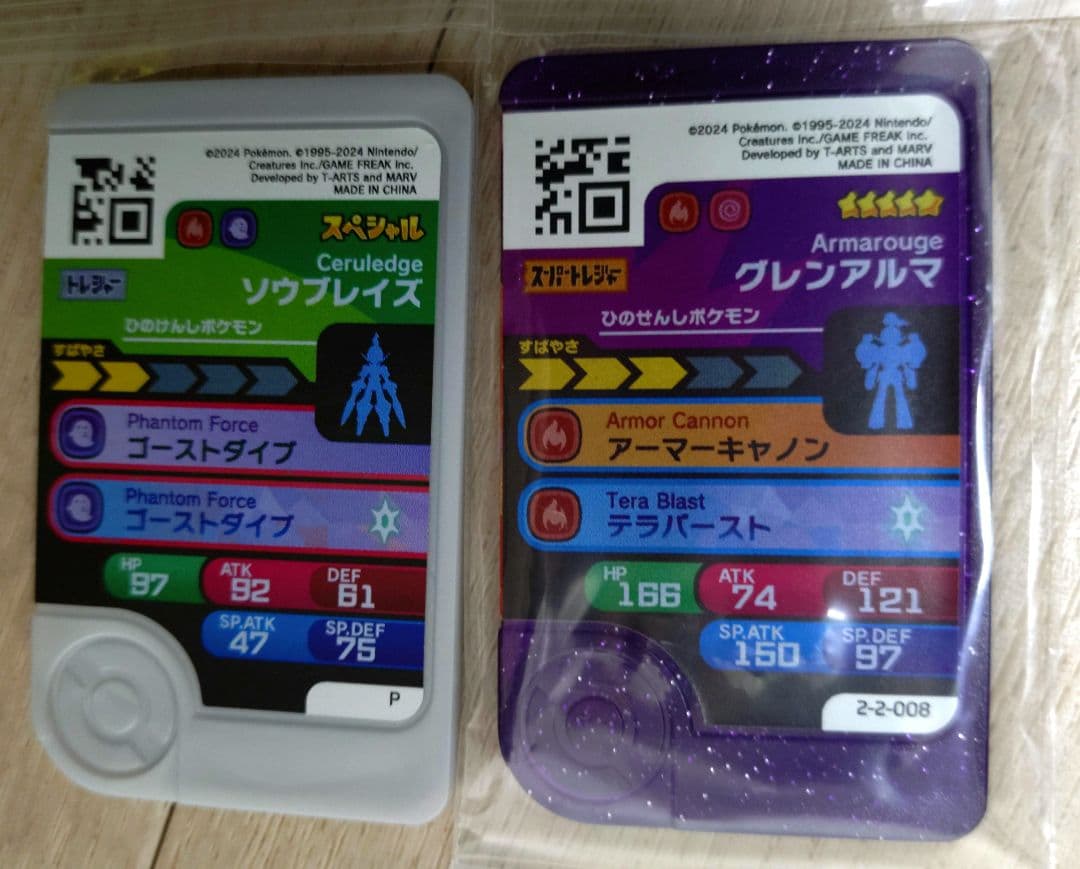 ©2024 Pokémon. ©1995-2024 Nintendo/
Creatures Inc./GAME FREAK inc.
Developed by T-ARTS and MARV
MADE IN CHINA
スペシャル
トレジャー
Ceruledge
ソウブレイズ
ひのけんしポケモン
すばやさ
Phantom Force
ゴーストダイブ
Phantom Force
ゴーストダイブ
HP
97
ATK
92
DEF
61
SP.ATK
47
SP.DEF
75
P
©2024 Pokémon. ©1995-2024 Nintendo/
Creatures Inc./GAME FREAK inc.
Developed by T-ARTS and MARV
MADE IN CHINA
スーパートレジャー
Armarouge
グレンアルマ
ひのせんしポケモン
すばやさ
Armor Cannon
アーマーキャノン
Tera Blast
テラバースト
HP
166
ATK
74
DEF
121
SP.ATK
150
SP.DEF
97
2-2-008